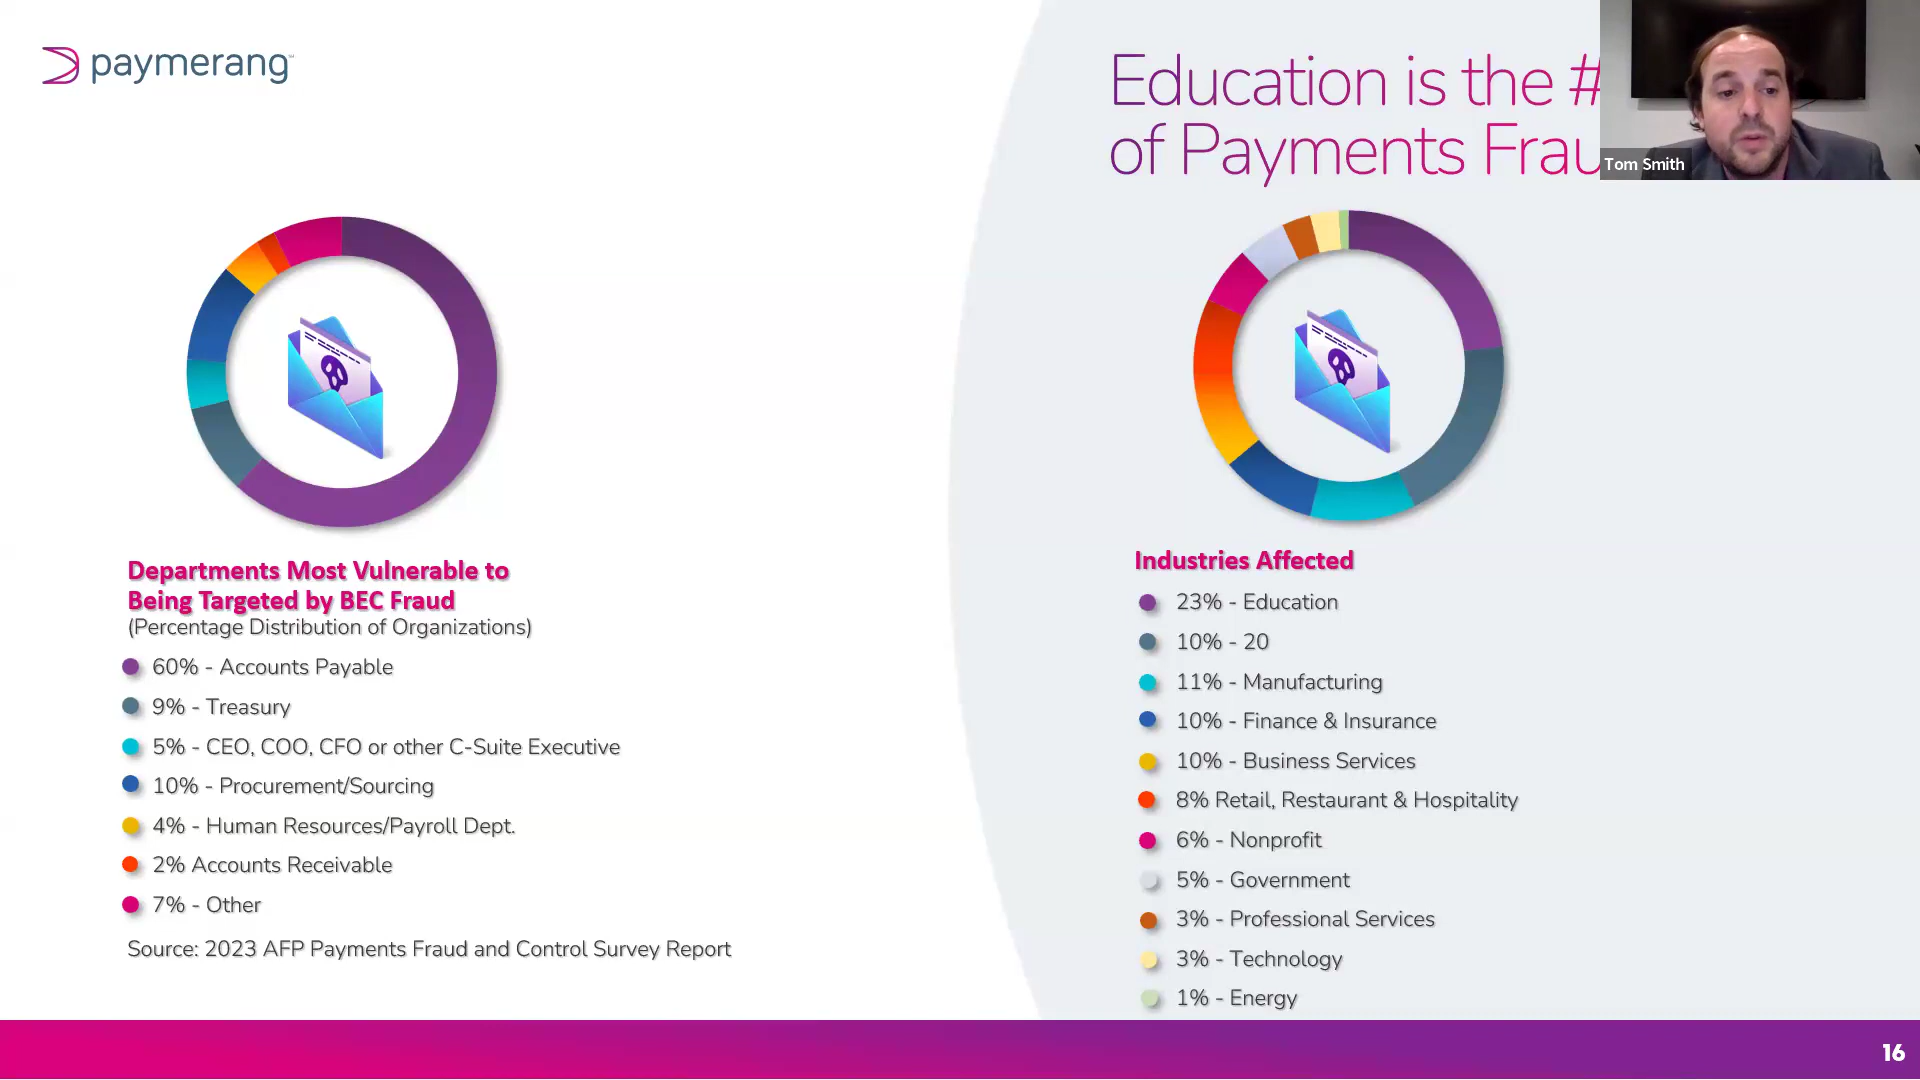 paymerang
Education is the #
of Payments Frau
Tom Smith
Departments Most Vulnerable to
Being Targeted by BEC Fraud
(Percentage Distribution of Organizations)
60% - Accounts Payable
9% - Treasury
5% - CEO, COO, CFO or other C-Suite Executive
10% - Procurement/Sourcing
4% - Human Resources/Payroll Dept.
2% Accounts Receivable
7% - Other
Source: 2023 AFP Payments Fraud and Control Survey Report
Industries Affected
23% - Education
10% - 20
11% - Manufacturing
10% - Finance & Insurance
10% - Business Services
8% Retail, Restaurant & Hospitality
6% - Nonprofit
5% - Government
3% - Professional Services
3% - Technology
1% - Energy
16